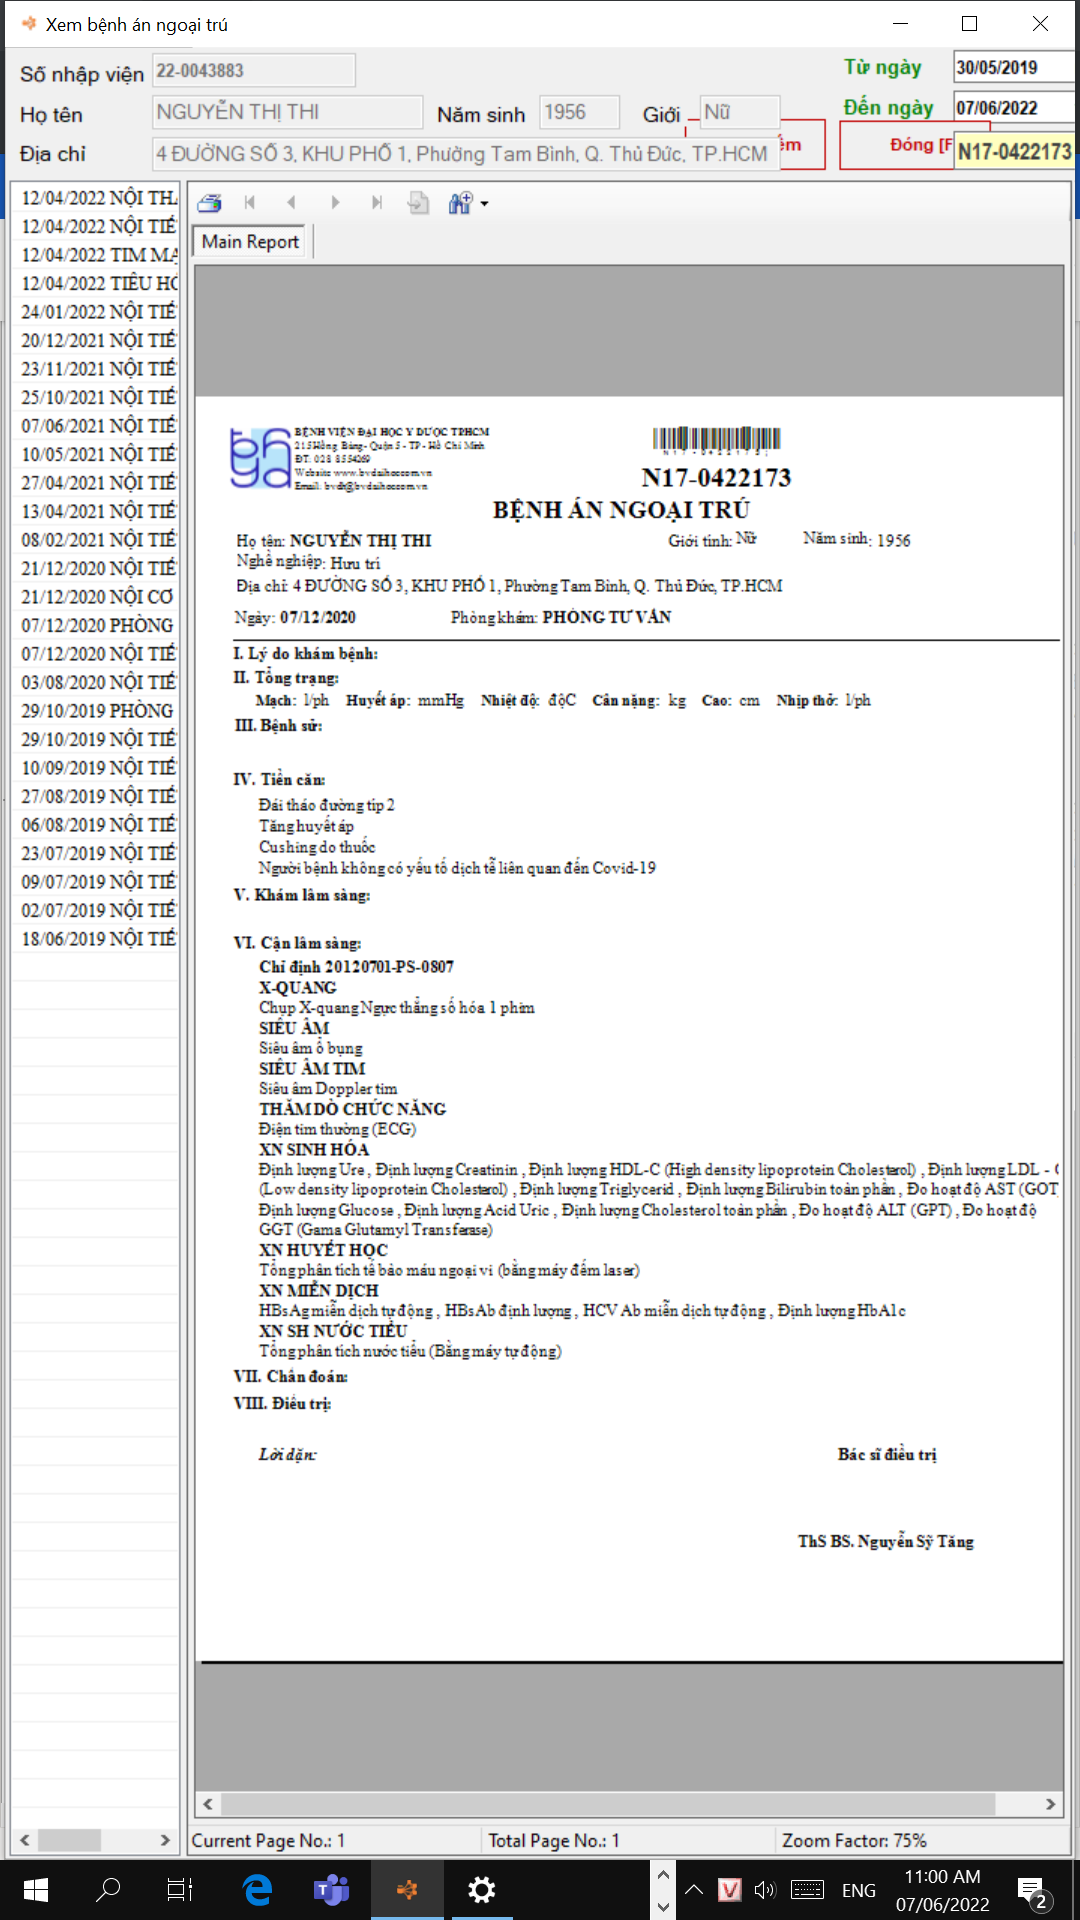 Xem bệnh án ngoại trú
Số nhập viện 22-0043883
Từ ngày 30/05/2019
Họ tên NGUYỄN THỊ THI Năm sinh 1956 Giới Nữ
Đến ngày 07/06/2022
Địa chỉ 4 ĐƯỜNG SỐ 3, KHU PHỐ 1, Phường Tam Bình, Q. Thủ Đức, TP.HCM
Đóng [F
N17-0422173
12/04/2022 NỘI
12/04/2022 NỘI TIẾ
12/04/2022 TIM MẠ
12/04/2022 TIÊU HÓ
24/01/2022 NỘI TIẾ
20/12/2021 NỘI TIẾ
23/11/2021 NỘI TIẾ
25/10/2021 NỘI TIẾ
07/06/2021 NỘI TIẾ
10/05/2021 NỘI TIẾ
27/04/2021 NỘI TIẾ
13/04/2021 NỘI TIẾ
08/02/2021 NỘI TIẾ
21/12/2020 NỘI TIẾ
21/12/2020 NỘI CƠ
07/12/2020 PHÒNG
07/12/2020 NỘI TIẾ
03/08/2020 NỘI TIẾ
29/10/2019 PHÒNG
29/10/2019 NỘI TIẾ
10/09/2019 NỘI TIẾ
27/08/2019 NỘI TIẾ
06/08/2019 NỘI TIẾ
23/07/2019 NỘI TIẾ
09/07/2019 NỘI TIẾ
02/07/2019 NỘI TIẾ
18/06/2019 NỘI TIẾ
Main Report
BỆNH VIỆN ĐẠI HỌC Y DƯỢC TPHCM
215 Hồng Bàng - Quận 5 - TP - Hồ Chí Minh
ĐT: 028 8554269
Website www.bvdaihoccom.vn
Email: bvdh@bvdaihoccom.vn
N17-0422173
BỆNH ÁN NGOẠI TRÚ
Họ tên: NGUYỄN THỊ THI Giới tính: Nữ Năm sinh: 1956
Nghề nghiệp: Hưu trí
Địa chỉ: 4 ĐƯỜNG SỐ 3, KHU PHỐ 1, Phường Tam Bình, Q. Thủ Đức, TP.HCM
Ngày: 07/12/2020 Phòng khám: PHÒNG TƯ VẤN
I. Lý do khám bệnh:
II. Tổng trạng:
Mạch: l/ph Huyết áp: mmHg Nhiệt độ: độC Cân nặng: kg Cao: cm Nhịp thở: l/ph
III. Bệnh sử:
IV. Tiền căn:
Đái tháo đường típ 2
Tăng huyết áp
Cushing do thuốc
Người bệnh không có yếu tố dịch tễ liên quan đến Covid-19
V. Khám lâm sàng:
VI. Cận lâm sàng:
Chỉ định 20120701-PS-0807
X-QUANG
Chụp X-quang Ngực thẳng số hóa 1 phim
SIÊU ÂM
Siêu âm ổ bụng
SIÊU ÂM TIM
Siêu âm Doppler tim
THĂM DÒ CHỨC NĂNG
Điện tim thường (ECG)
XN SINH HÓA
Định lượng Ure , Định lượng Creatinin , Định lượng HDL-C (High density lipoprotein Cholesterol) , Định lượng LDL - C
(Low density lipoprotein Cholesterol) , Định lượng Triglycerid , Định lượng Bilirubin toàn phần , Đo hoạt độ AST (GOT)
Định lượng Glucose , Định lượng Acid Uric , Định lượng Cholesterol toàn phần , Đo hoạt độ ALT (GPT) , Đo hoạt độ
GGT (Gama Glutamyl Transferase)
XN HUYẾT HỌC
Tổng phân tích tế bào máu ngoại vi (bằng máy đếm laser)
XN MIỄN DỊCH
HBsAg miễn dịch tự động , HBsAb định lượng , HCV Ab miễn dịch tự động , Định lượng HbA1c
XN SH NƯỚC TIỂU
Tổng phân tích nước tiểu (Bằng máy tự động)
VII. Chẩn đoán:
VIII. Điều trị:
Lời dặn: Bác sĩ điều trị
ThS BS. Nguyễn Sỹ Tăng
Current Page No.: 1 Total Page No.: 1 Zoom Factor: 75%
ENG 11:00 AM
07/06/2022
2